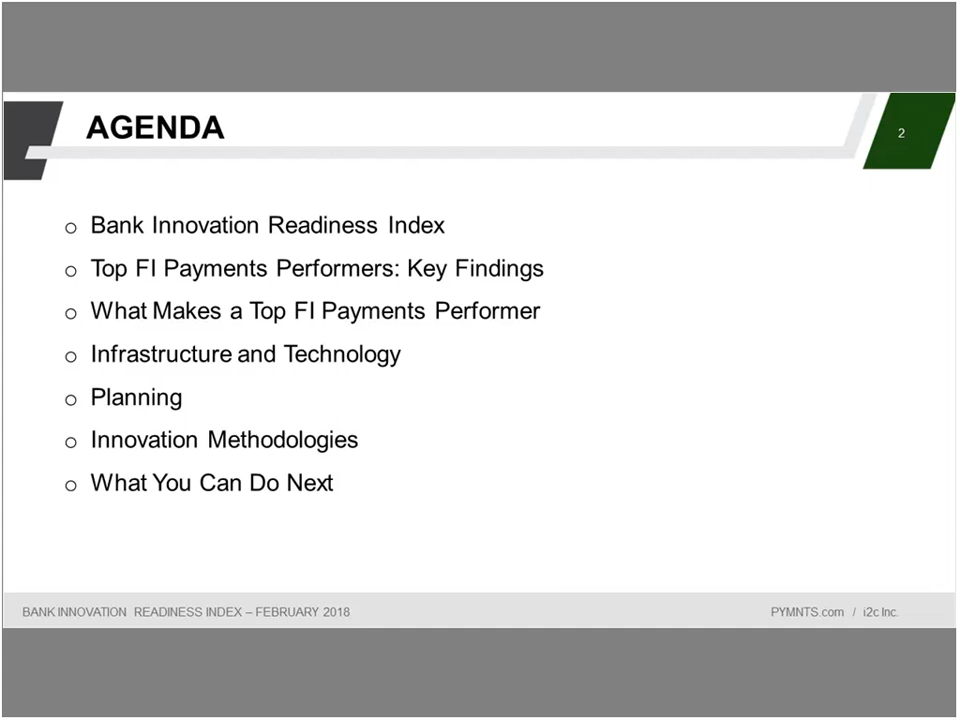 AGENDA
2
o Bank Innovation Readiness Index
o Top FI Payments Performers: Key Findings
o What Makes a Top FI Payments Performer
o Infrastructure and Technology
o Planning
o Innovation Methodologies
o What You Can Do Next
BANK INNOVATION READINESS INDEX – FEBRUARY 2018
PYMNTS.com / i2c Inc.